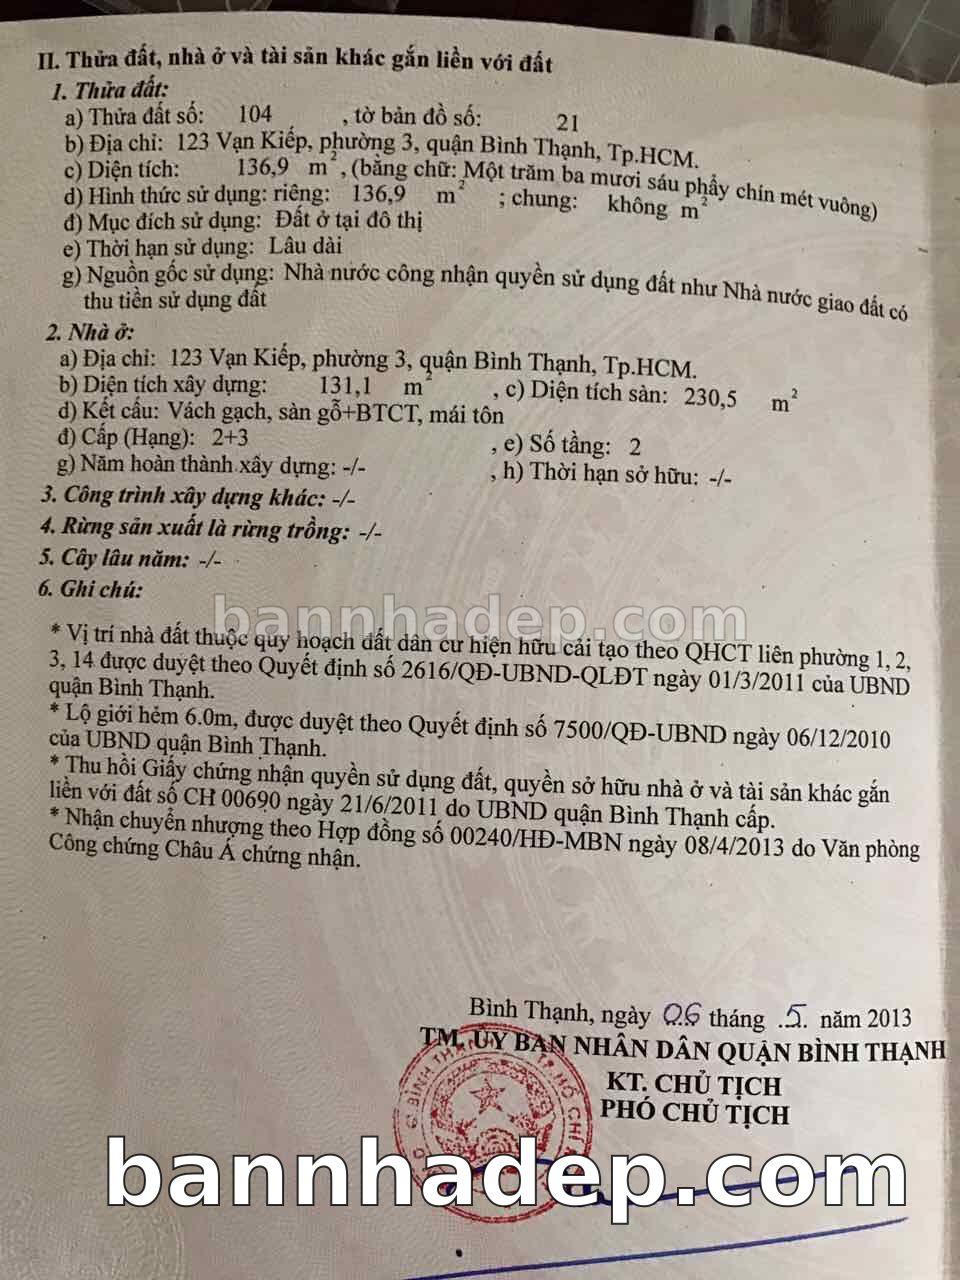 II. Thửa đất, nhà ở và tài sản khác gắn liền với đất
1. Thửa đất:
a) Thửa đất số: 104 , tờ bản đồ số: 21
b) Địa chỉ: 123 Vạn Kiếp, phường 3, quận Bình Thạnh, Tp.HCM.
c) Diện tích: 136,9 m², (bằng chữ: Một trăm ba mươi sáu phẩy chín mét vuông)
d) Hình thức sử dụng: riêng: 136,9 m² ; chung: không m²
đ) Mục đích sử dụng: Đất ở tại đô thị
e) Thời hạn sử dụng: Lâu dài
g) Nguồn gốc sử dụng: Nhà nước công nhận quyền sử dụng đất như Nhà nước giao đất có
thu tiền sử dụng đất
2. Nhà ở:
a) Địa chỉ: 123 Vạn Kiếp, phường 3, quận Bình Thạnh, Tp.HCM.
b) Diện tích xây dựng: 131,1 m² , c) Diện tích sàn: 230,5 m²
d) Kết cấu: Vách gạch, sàn gỗ+BTCT, mái tôn
đ) Cấp (Hạng): 2+3 , e) Số tầng: 2
g) Năm hoàn thành xây dựng: -/- , h) Thời hạn sở hữu: -/-
3. Công trình xây dựng khác: -/-
4. Rừng sản xuất là rừng trồng: -/-
5. Cây lâu năm: -/-
6. Ghi chú:
bannhadep.com
* Vị trí nhà đất thuộc quy hoạch đất dân cư hiện hữu cải tạo theo QHCT liên phường 1, 2,
3, 14 được duyệt theo Quyết định số 2616/QĐ-UBND-QLĐT ngày 01/3/2011 của UBND
quận Bình Thạnh.
* Lộ giới hẻm 6.0m, được duyệt theo Quyết định số 7500/QĐ-UBND ngày 06/12/2010
của UBND quận Bình Thạnh.
* Thu hồi Giấy chứng nhận quyền sử dụng đất, quyền sở hữu nhà ở và tài sản khác gắn
liền với đất số CH 00690 ngày 21/6/2011 do UBND quận Bình Thạnh cấp.
* Nhận chuyển nhượng theo Hợp đồng số 00240/HĐ-MBN ngày 08/4/2013 do Văn phòng
Công chứng Châu Á chứng nhận.
Bình Thạnh, ngày 06 tháng .5. năm 2013
TM. ỦY BAN NHÂN DÂN QUẬN BÌNH THẠNH
KT. CHỦ TỊCH
PHÓ CHỦ TỊCH
bannhadep.com